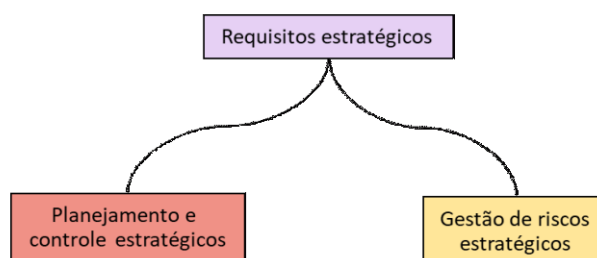 Requisitos estratégicos
Planejamento e
controle estratégicos
Gestão de riscos
estratégicos